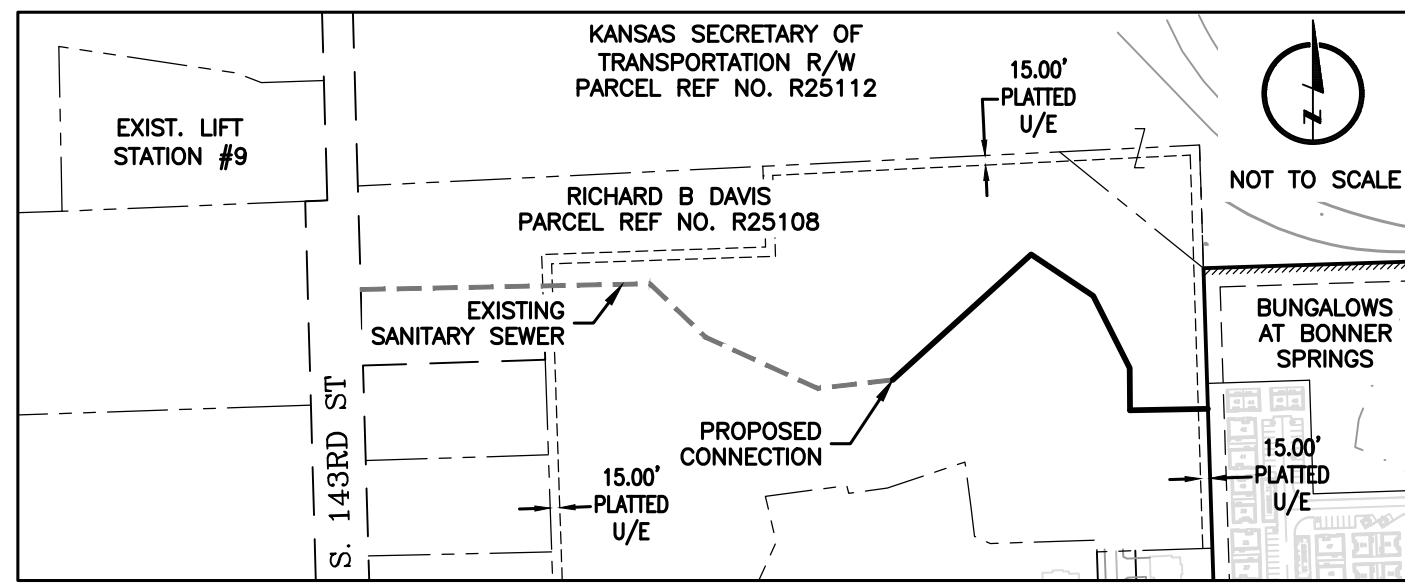 KANSAS SECRETARY OF
TRANSPORTATION R/W
PARCEL REF NO. R25112
15.00'
PLATTED
U/E
N
NOT TO SCALE
EXIST. LIFT
STATION #9
RICHARD B DAVIS
PARCEL REF NO. R25108
EXISTING
SANITARY SEWER
BUNGALOWS
AT BONNER
SPRINGS
S. 143RD ST
PROPOSED
CONNECTION
15.00'
PLATTED
U/E
15.00'
PLATTED
U/E